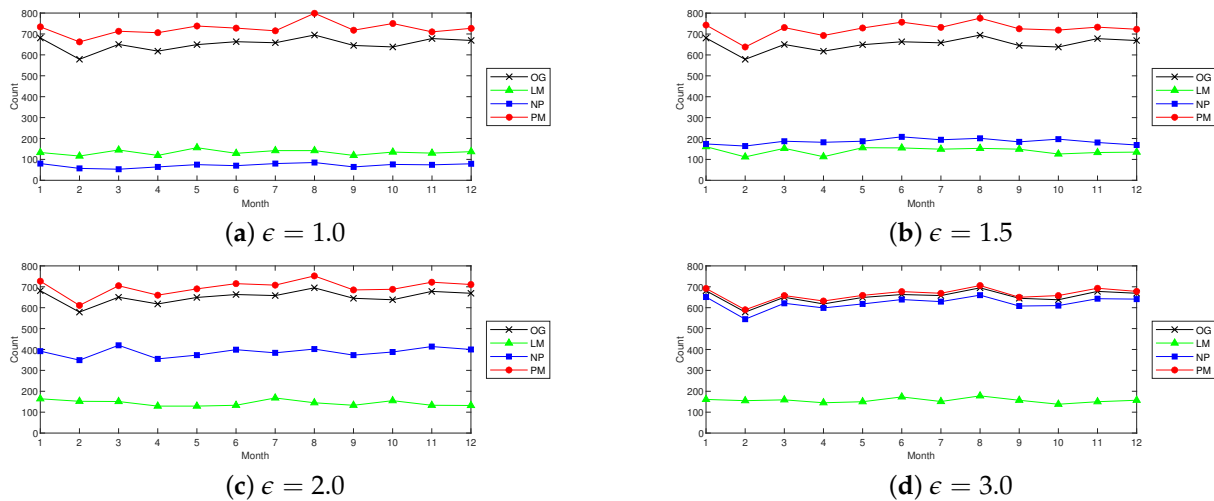 800
700
600
500
400
300
200
100
0
Count
1 2 3 4 5 6 7 8 9 10 11 12
Month
OG
LM
NP
PM
(a) ϵ = 1.0
800
700
600
500
400
300
200
100
0
Count
1 2 3 4 5 6 7 8 9 10 11 12
Month
OG
LM
NP
PM
(b) ϵ = 1.5
800
700
600
500
400
300
200
100
0
Count
1 2 3 4 5 6 7 8 9 10 11 12
Month
OG
LM
NP
PM
(c) ϵ = 2.0
800
700
600
500
400
300
200
100
0
Count
1 2 3 4 5 6 7 8 9 10 11 12
Month
OG
LM
NP
PM
(d) ϵ = 3.0